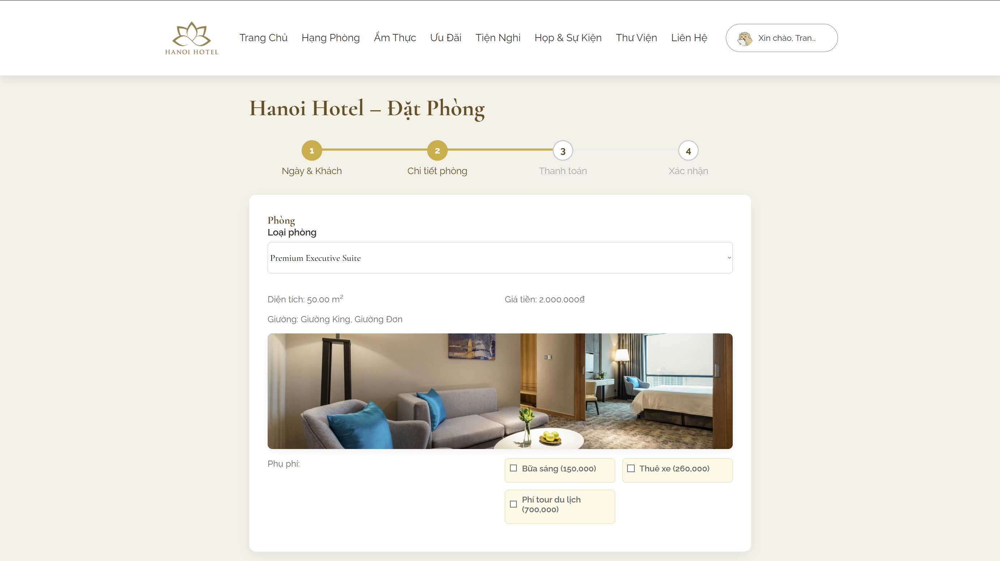 HANOI HOTEL
Trang Chủ
Hạng Phòng
Ẩm Thực
Ưu Đãi
Tiện Nghi
Họp & Sự Kiện
Thư Viện
Liên Hệ
Xin chào, Tran...
Hanoi Hotel – Đặt Phòng
1
2
3
4
Ngày & Khách
Chi tiết phòng
Thanh toán
Xác nhận
Phòng
Loại phòng
Premium Executive Suite
Diện tích: 50.00 m²
Giá tiền: 2.000.000₫
Giường: Giường King, Giường Đơn
Phụ phí:
Bữa sáng (150,000)
Thuê xe (260,000)
Phí tour du lịch
(700,000)